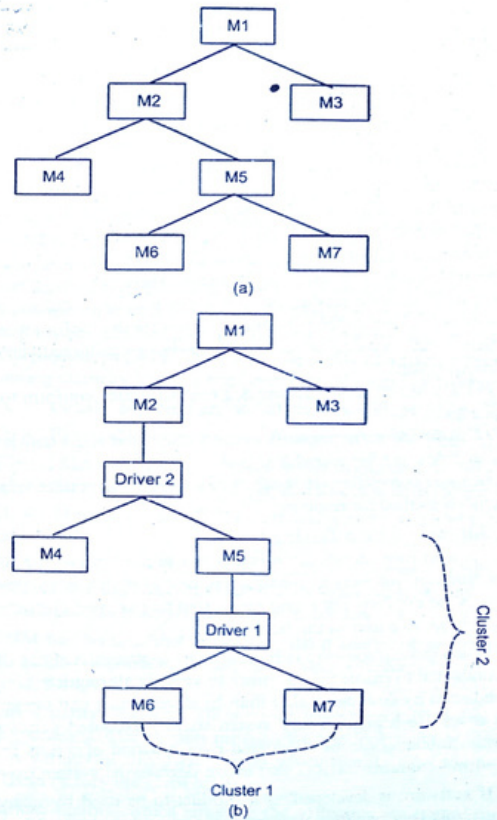 M1
M2 M3
M4 M5
M6 M7
(a)
M1
M2 M3
Driver 2
M4 M5
Driver 1
M6 M7
Cluster 2
Cluster 1
(b)